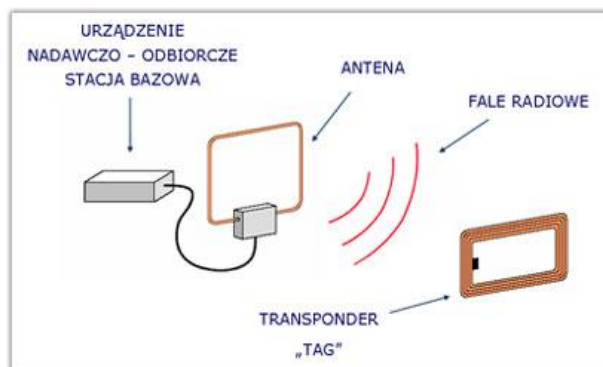 URZĄDZENIE
NADAWCZO – ODBIORCZE
STACJA BAZOWA
ANTENA
FALE RADIOWE
TRANSPONDER
„TAG”